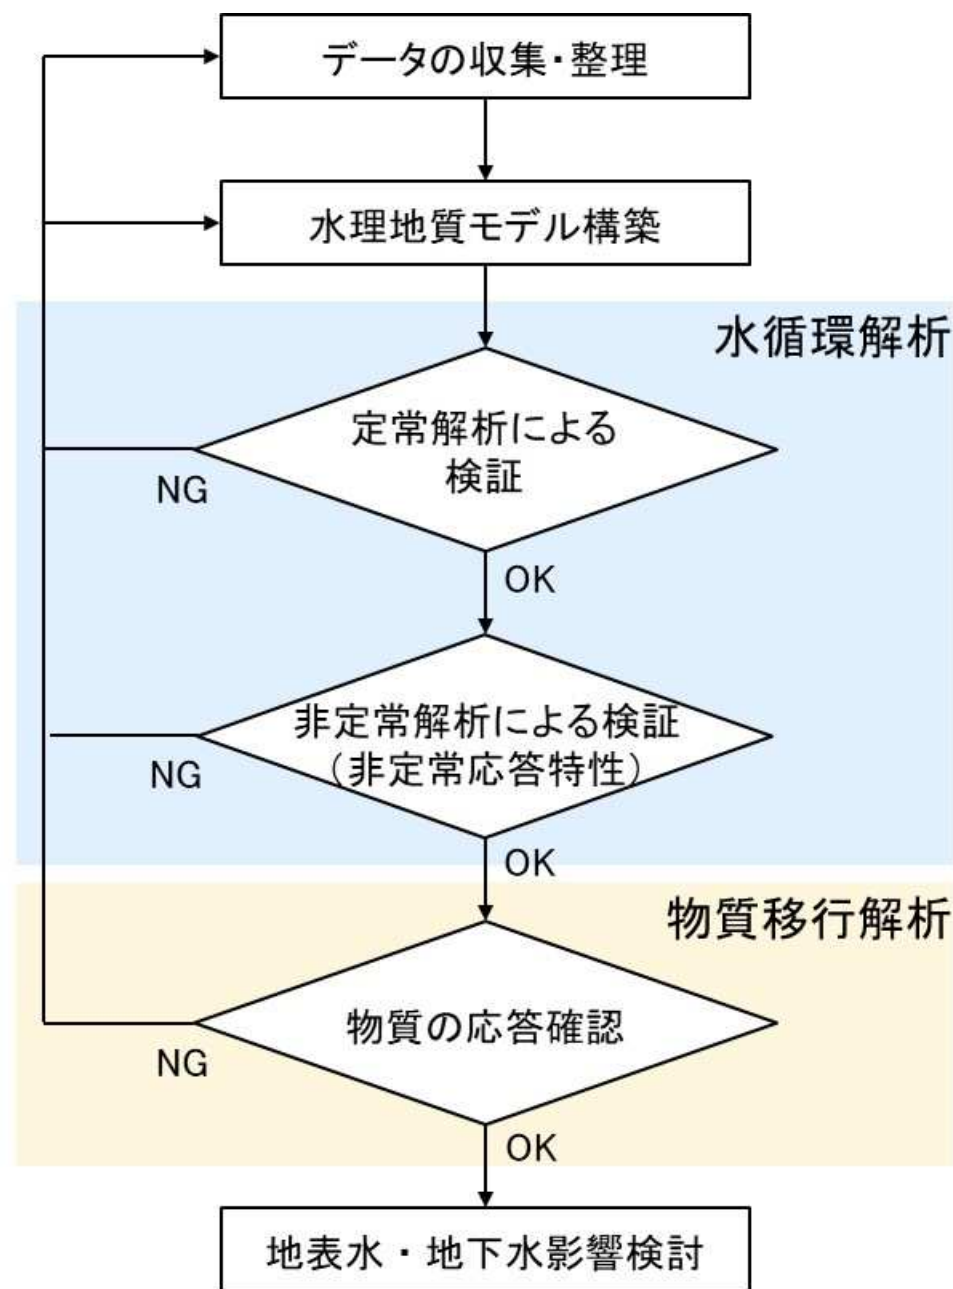 データの収集・整理
水理地質モデル構築
水循環解析
定常解析による
検証
NG
OK
非定常解析による検証
（非定常応答特性）
NG
OK
物質移行解析
物質の応答確認
NG
OK
地表水・地下水影響検討